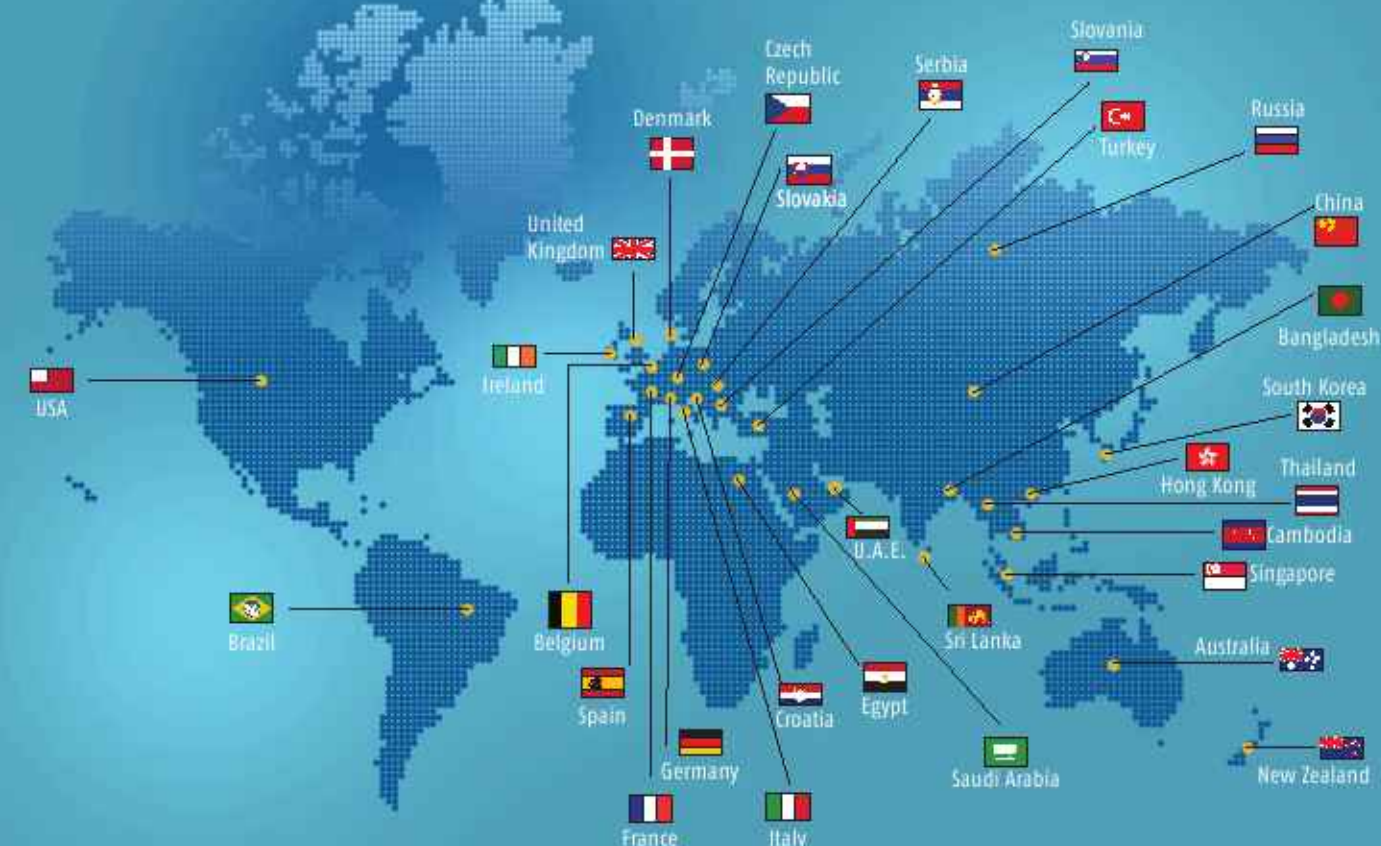 Slovania
Czech
Republic
Serbia
Denmark
Russia
Turkey
Slovakia
China
United
Kingdom
Bangladesh
Ireland
South Korea
USA
Thailand
Hong Kong
Cambodia
U.A.E.
Singapore
Brazil
Belgium
Sri Lanka
Australia
Spain
Croatia
Egypt
Germany
Saudi Arabia
New Zealand
France
Italy